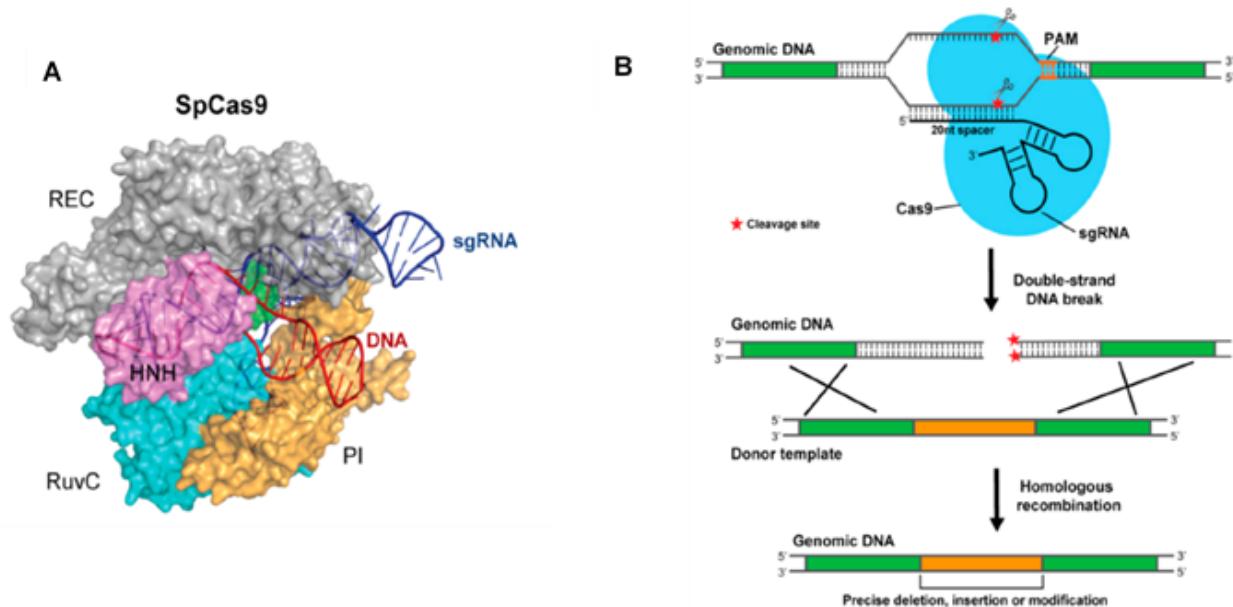 A
SpCas9
REC
sgRNA
DNA
HNH
PI
RuvC
B
Genomic DNA
PAM
5´
3´
3´
5´
5´
20nt spacer
3´
Cas9
sgRNA
Cleavage site
Double-strand
DNA break
Genomic DNA
5´
3´
3´
5´
5´
3´
3´
5´
Donor template
Homologous
recombination
Genomic DNA
5´
3´
3´
5´
Precise deletion, insertion or modification